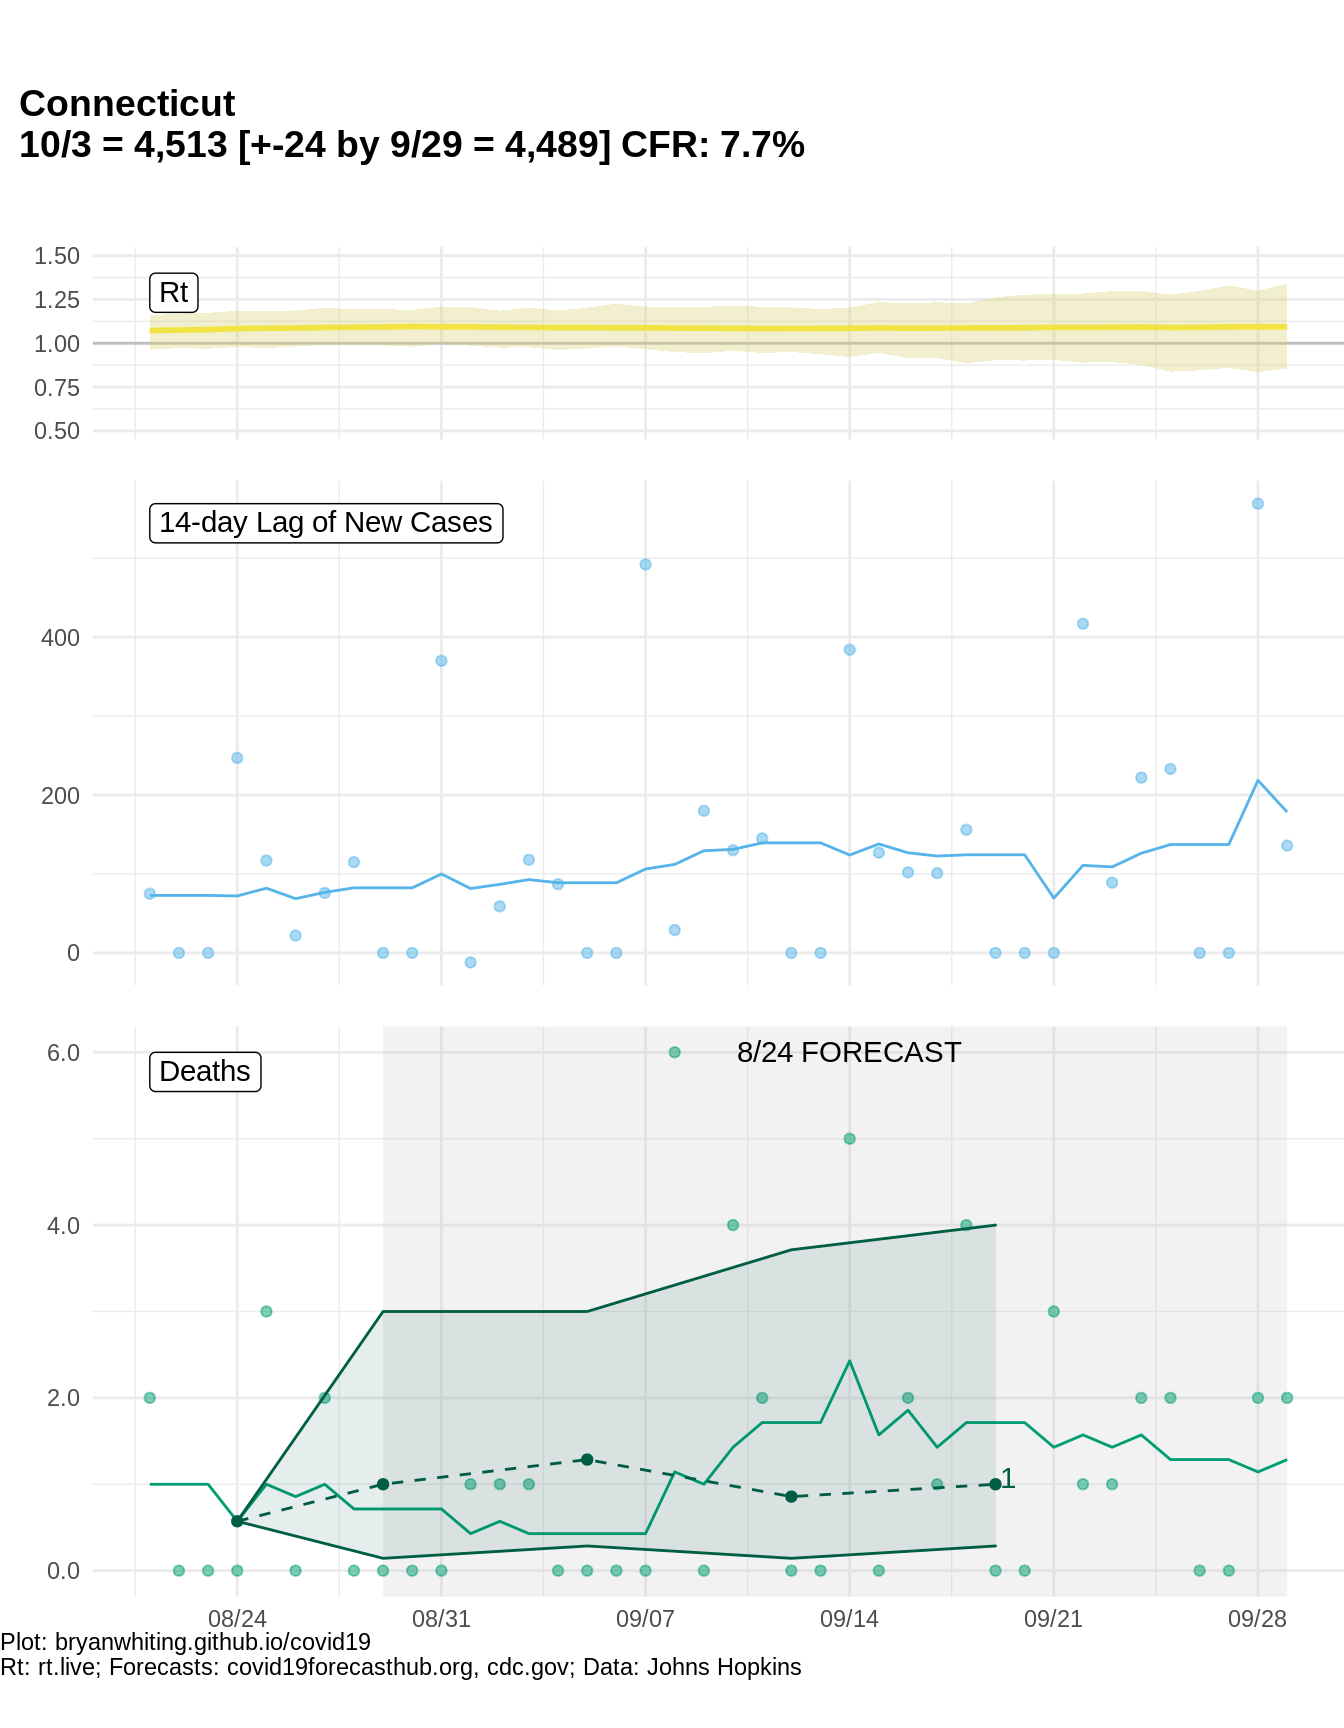 Connecticut
10/3 = 4,513 [+-24 by 9/29 = 4,489] CFR: 7.7%
1.50
1.25
1.00
0.75
0.50
Rt
14-day Lag of New Cases
400
200
0
6.0
4.0
2.0
0.0
Deaths
8/24 FORECAST
1
08/24 08/31 09/07 09/14 09/21 09/28
Plot: bryanwhiting.github.io/covid19
Rt: rt.live; Forecasts: covid19forecasthub.org, cdc.gov; Data: Johns Hopkins